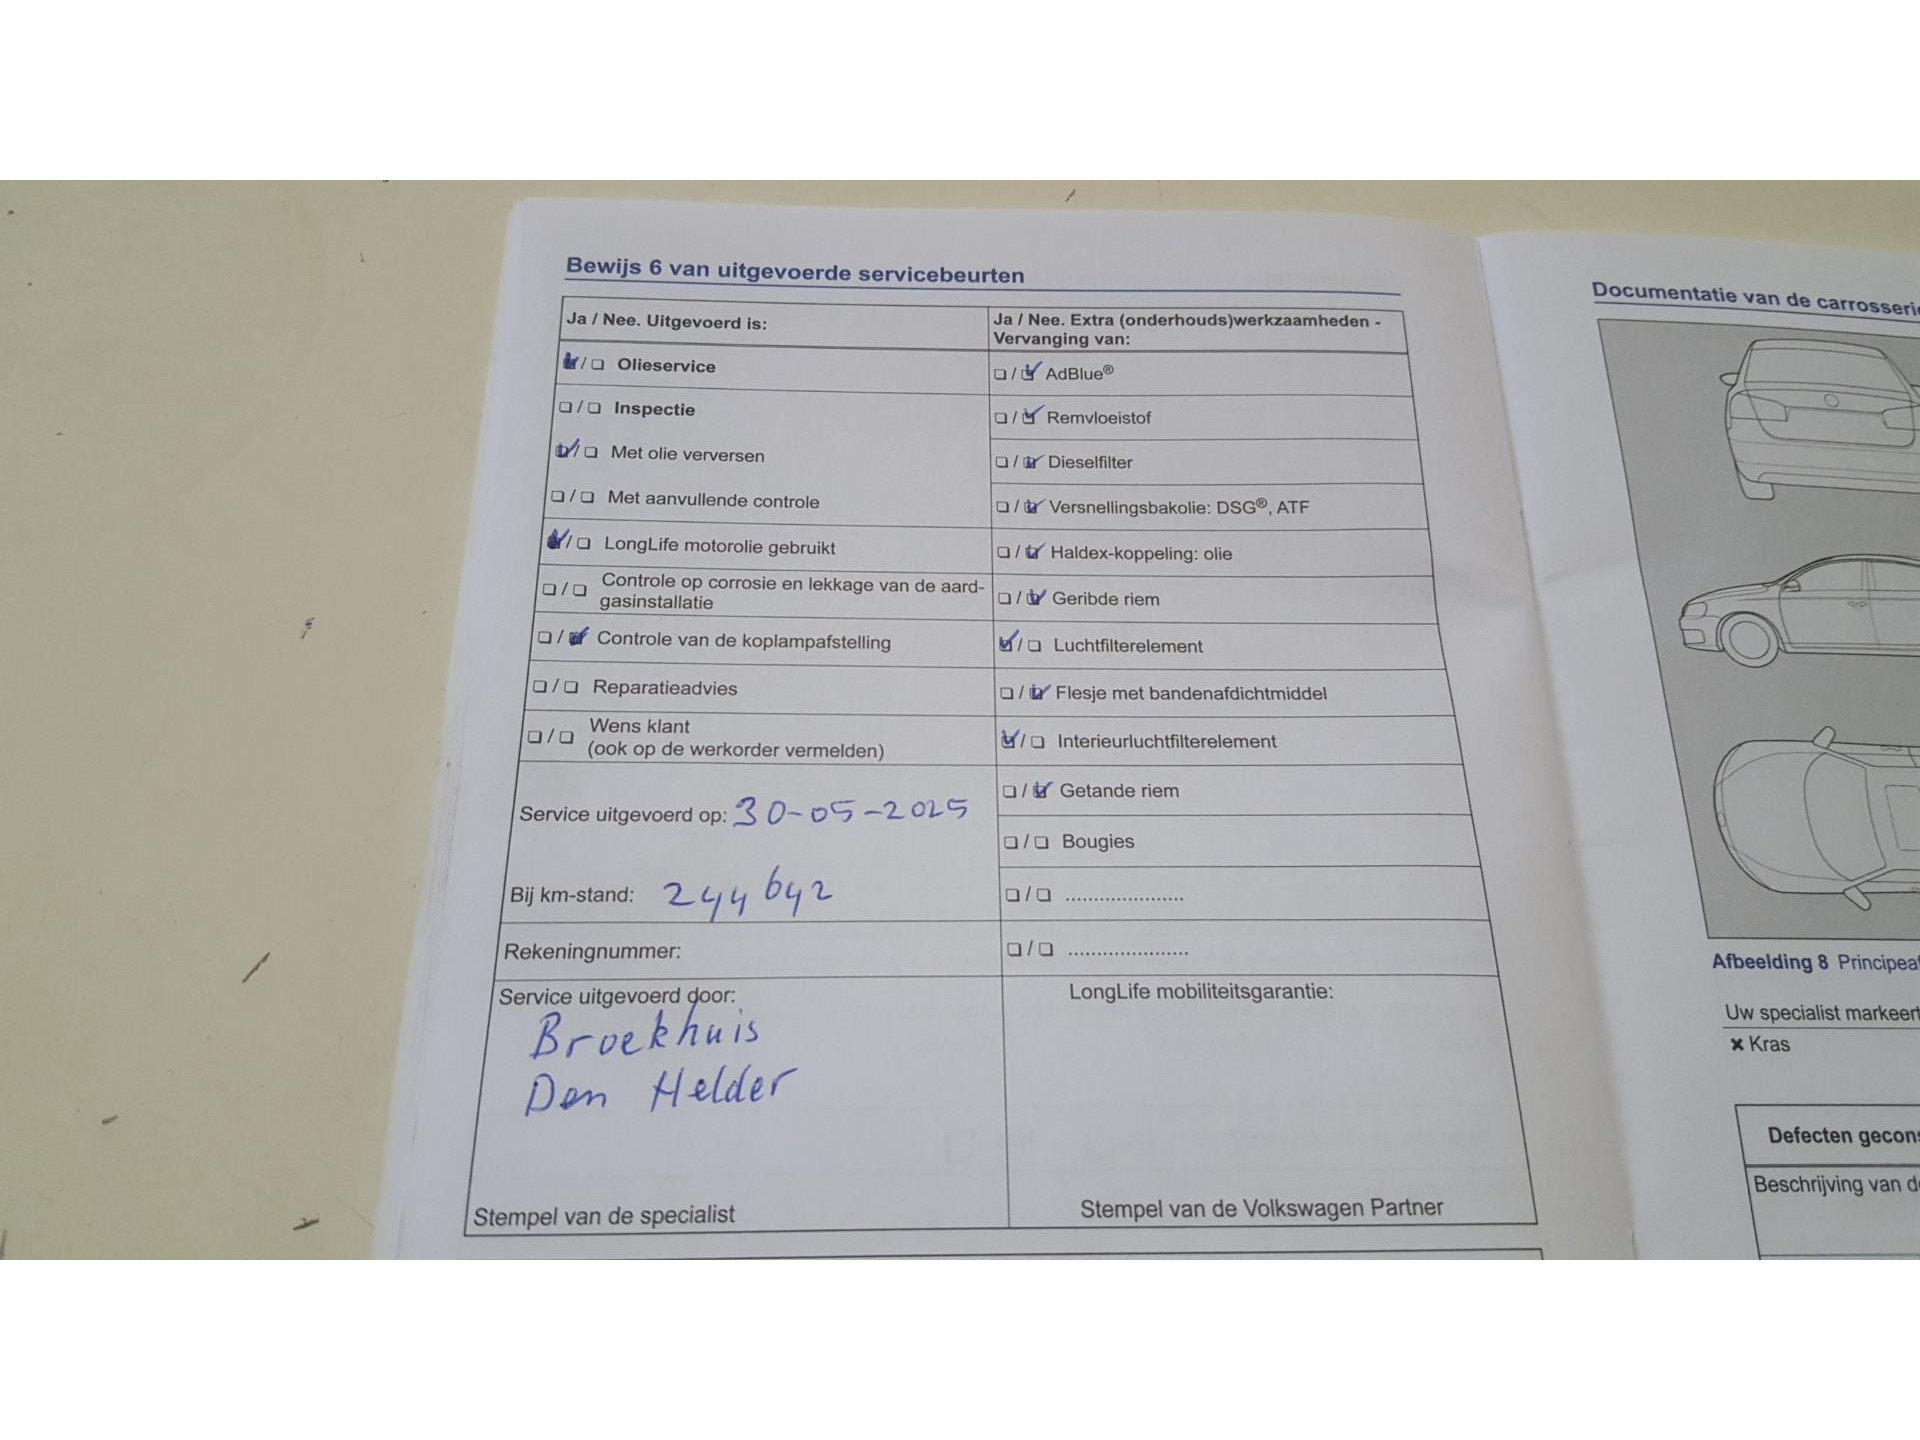 Bewijs 6 van uitgevoerde servicebeurten
Ja / Nee. Uitgevoerd is:
Olieservice
Inspectie
Met olie verversen
Met aanvullende controle
LongLife motorolie gebruikt
Controle op corrosie en lekkage van de aard-
gasinstallatie
Controle van de koplampafstelling
Reparatieadvies
Wens klant
(ook op de werkorder vermelden)
Service uitgevoerd op: 30-05-2025
Bij km-stand: 244642
Rekeningnummer:
Service uitgevoerd door:
Broekhuis
Den Helder
Stempel van de specialist
Ja / Nee. Extra (onderhouds)werkzaamheden -
Vervanging van:
AdBlue®
Remvloeistof
Dieselfilter
Versnellingsbakolie: DSG®, ATF
Haldex-koppeling: olie
Geribde riem
Luchtfilterelement
Flesje met bandenafdichtmiddel
Interieurluchtfilterelement
Getande riem
Bougies
LongLife mobiliteitsgarantie:
Stempel van de Volkswagen Partner
Documentatie van de
Afbeelding 8
Uw specialist markeert
× Kras
Defecten
Beschrijving van